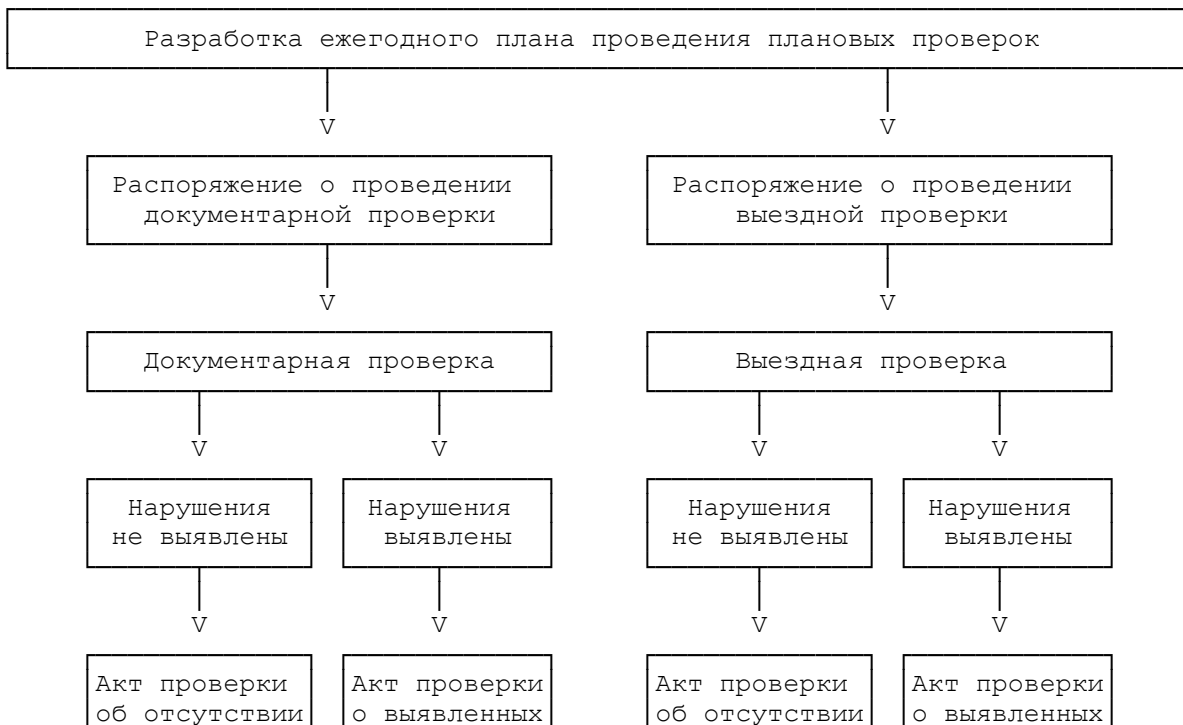 Разработка ежегодного плана проведения плановых проверок
V V
Распоряжение о проведении Распоряжение о проведении
документарной проверки выездной проверки
V V
Документарная проверка Выездная проверка
V V V V
Нарушения Нарушения Нарушения Нарушения
не выявлены выявлены не выявлены выявлены
V V V V
Акт проверки Акт проверки Акт проверки Акт проверки
об отсутствии о выявленных об отсутствии о выявленных